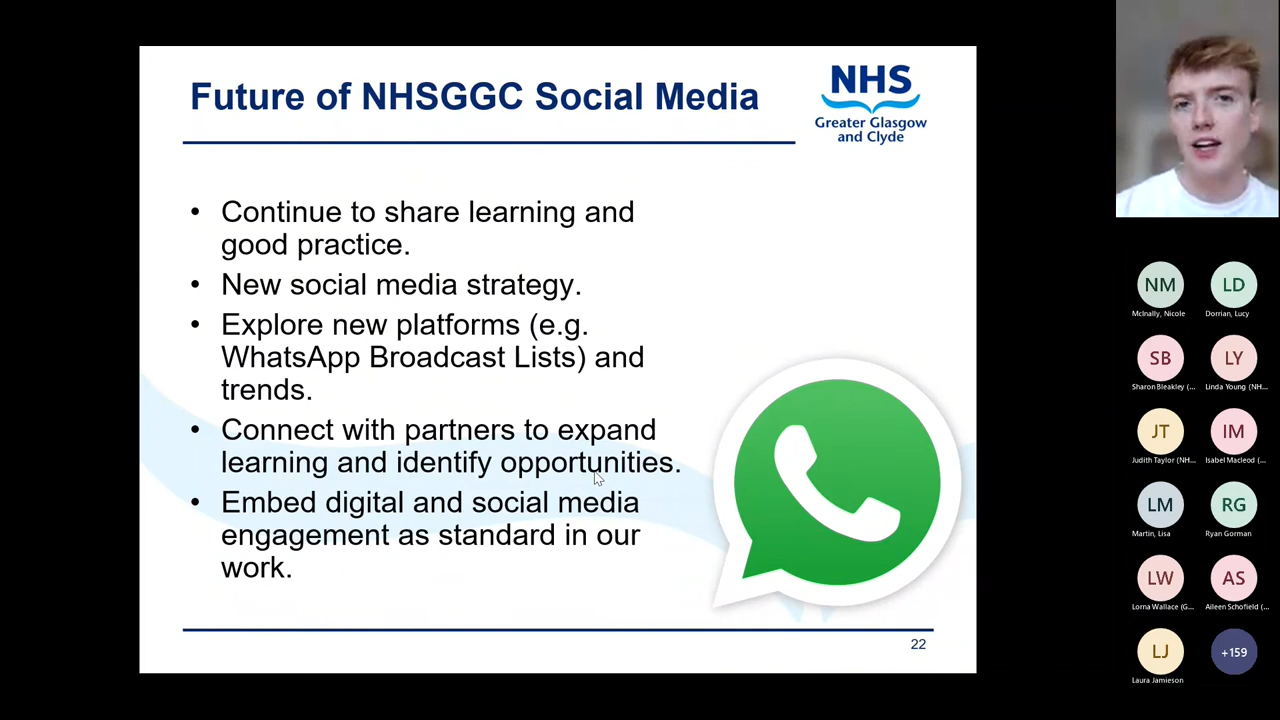 Future of NHSGGC Social Media
NHS
Greater Glasgow
and Clyde
• Continue to share learning and
good practice.
• New social media strategy.
• Explore new platforms (e.g.
WhatsApp Broadcast Lists) and
trends.
• Connect with partners to expand
learning and identify opportunities.
• Embed digital and social media
engagement as standard in our
work.
22
NM
McInally, Nicole
LD
Dorrian, Lucy
SB
Sharon Bleakley (...
LY
Linda Young (NH...
JT
Judith Taylor (NH...
IM
Isabel Macleod (...
LM
Martin, Lisa
RG
Ryan Gorman
LW
Lorna Wallace (G...
AS
Aileen Schofield (...
LJ
Laura Jamieson
+159